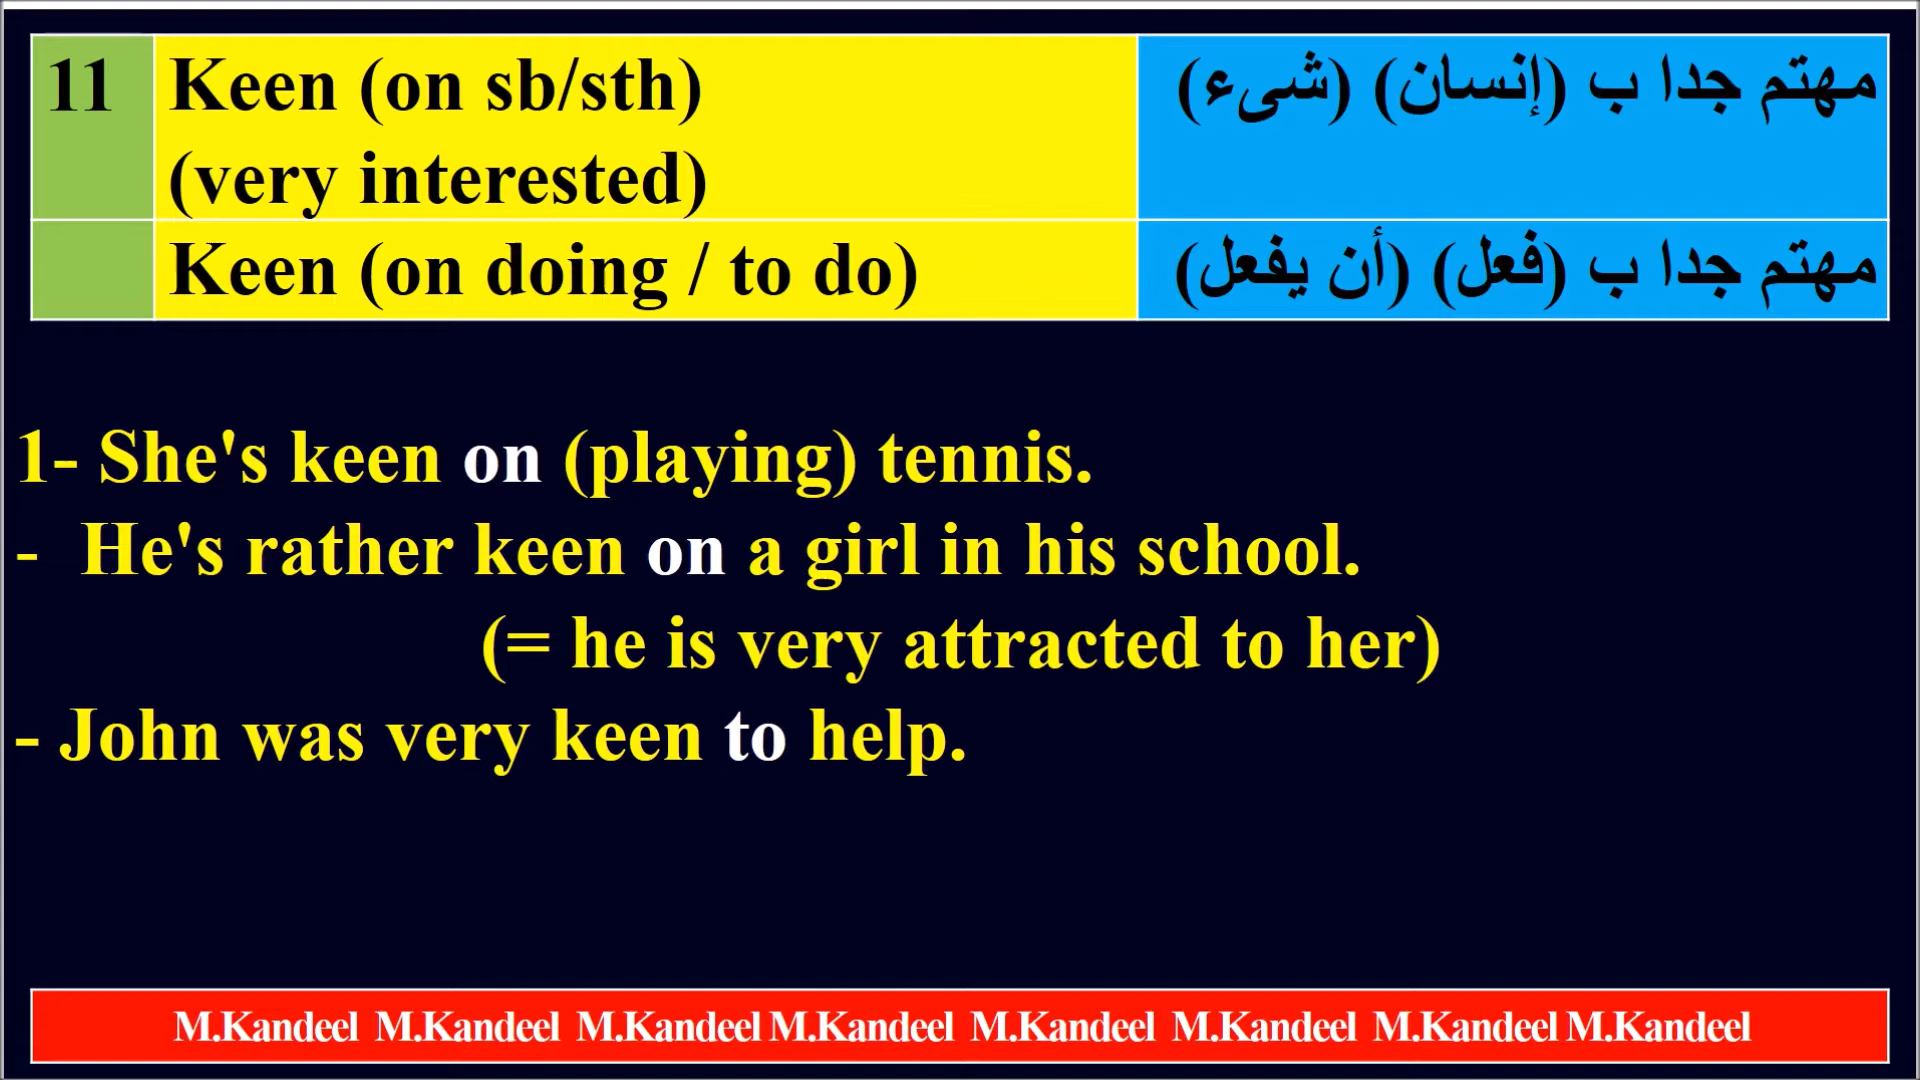 11 Keen (on sb/sth) مهتم جدا ب (إنسان) (شىء)
(very interested)
Keen (on doing / to do) مهتم جدا ب (فعل) (أن يفعل)
1- She's keen on (playing) tennis.
- He's rather keen on a girl in his school.
(= he is very attracted to her)
- John was very keen to help.
M.Kandeel M.Kandeel M.Kandeel M.Kandeel M.Kandeel M.Kandeel M.Kandeel M.Kandeel